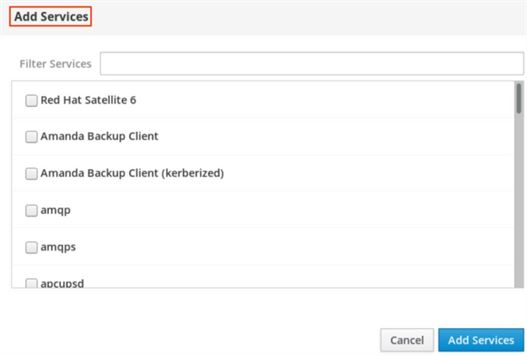 Add Services
Filter Services
Red Hat Satellite 6
Amanda Backup Client
Amanda Backup Client (kerberized)
amqp
amqps
apcupsd
Cancel Add Services